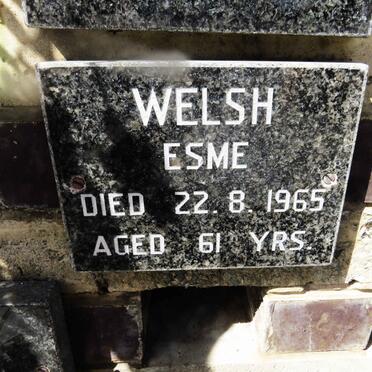 WELSH
ESME
DIED 22.8.1965
AGED 61 YRS.